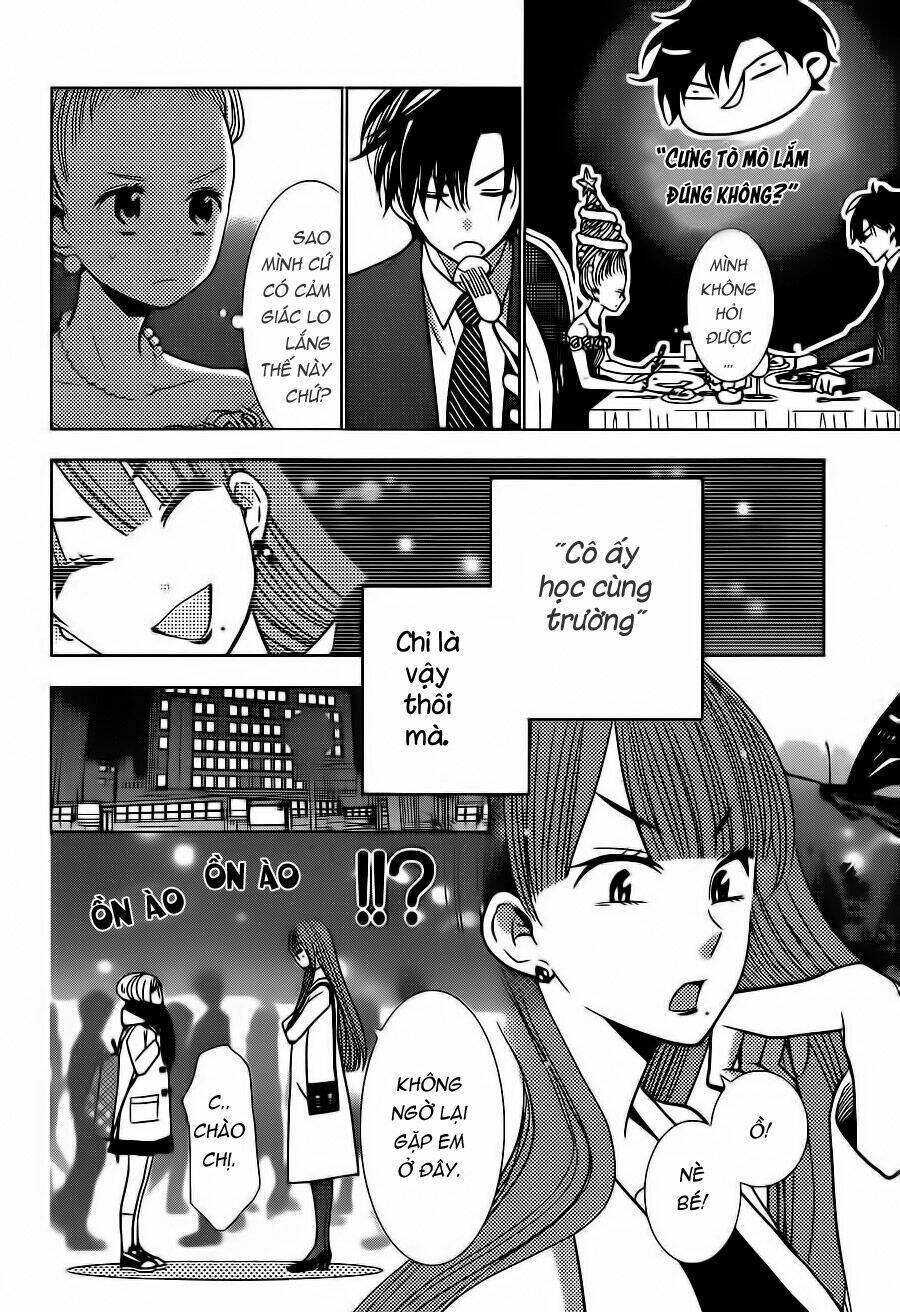 "CƯNG TÒ MÒ LẮM
ĐÚNG KHÔNG?"
MÌNH
KHÔNG
HỎI
ĐƯỢC
...
SAO
MÌNH CỨ
CÓ CẢM
GIÁC LO
LẮNG
THẾ NÀY
CHỨ?
"Cô ấy
học cùng
trường"
Chỉ là
vậy
thôi
mà.
Ồ!
NÈ
BÉ!
KHÔNG
NGỜ LẠI
GẶP EM
Ở ĐÂY.
!!?
ỒN ÀO
ỒN ÀO
C..
CHÀO
CHỊ.